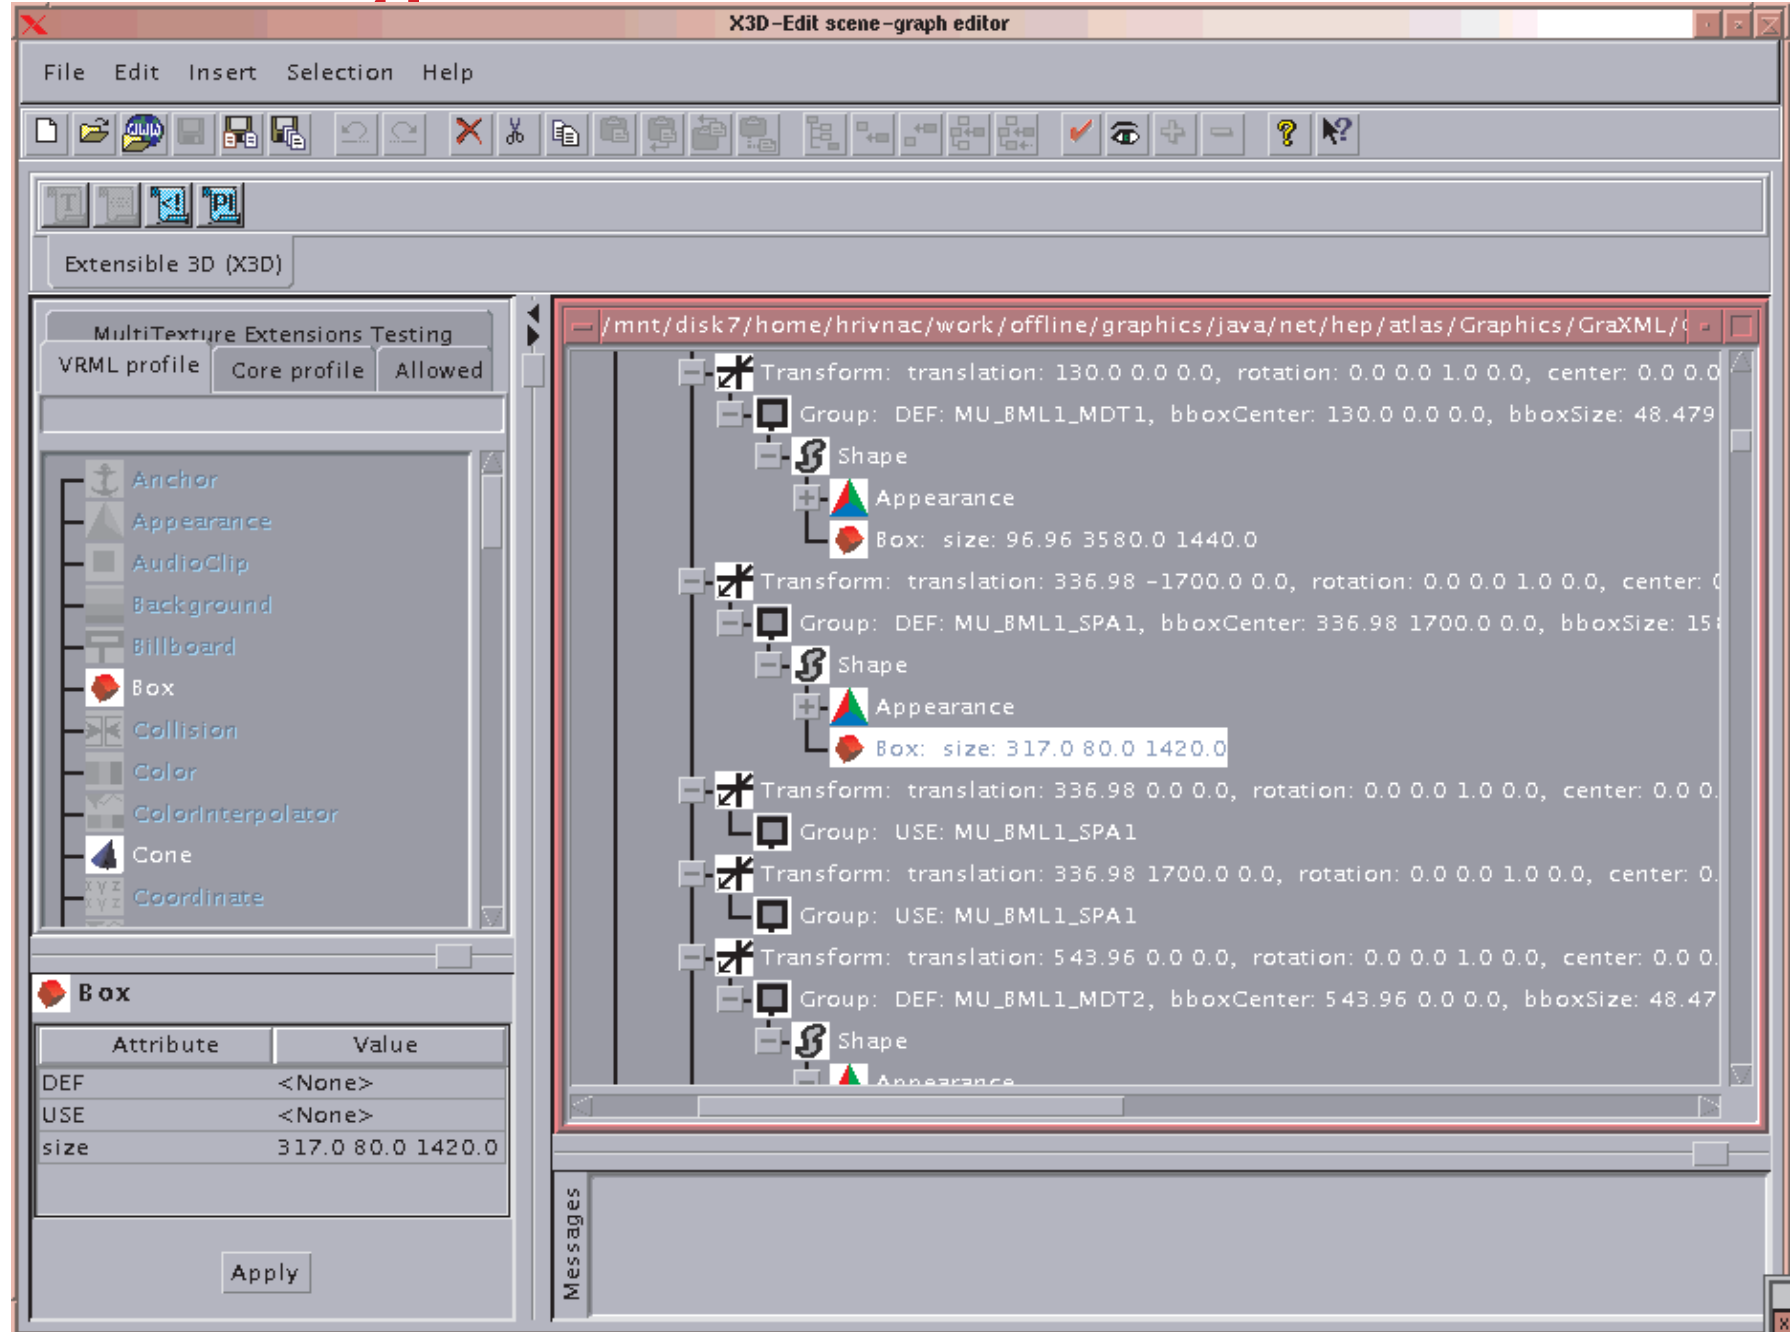 X3D-Edit scene-graph editor
File Edit Insert Selection Help
Extensible 3D (X3D)
MultiTexture Extensions Testing
VRML profile Core profile Allowed
Anchor
Appearance
AudioClip
Background
Billboard
Box
Collision
Color
ColorInterpolator
Cone
Coordinate
Box
Attribute Value
DEF <None>
USE <None>
size 317.0 80.0 1420.0
Apply
/mnt/disk7/home/hrivnac/work/offline/graphics/java/net/hep/atlas/Graphics/GraXML/
Transform: translation: 130.0 0.0 0.0, rotation: 0.0 0.0 1.0 0.0, center: 0.0 0.0
Group: DEF: MU_BML1_MDT1, bboxCenter: 130.0 0.0 0.0, bboxSize: 48.479
Shape
Appearance
Box: size: 96.96 3580.0 1440.0
Transform: translation: 336.98 -1700.0 0.0, rotation: 0.0 0.0 1.0 0.0, center:
Group: DEF: MU_BML1_SPA1, bboxCenter: 336.98 1700.0 0.0, bboxSize: 15
Shape
Appearance
Box: size: 317.0 80.0 1420.0
Transform: translation: 336.98 0.0 0.0, rotation: 0.0 0.0 1.0 0.0, center: 0.0 0.
Group: USE: MU_BML1_SPA1
Transform: translation: 336.98 1700.0 0.0, rotation: 0.0 0.0 1.0 0.0, center: 0.
Group: USE: MU_BML1_SPA1
Transform: translation: 543.96 0.0 0.0, rotation: 0.0 0.0 1.0 0.0, center: 0.0 0.
Group: DEF: MU_BML1_MDT2, bboxCenter: 543.96 0.0 0.0, bboxSize: 48.47
Shape
Appearance
Messages